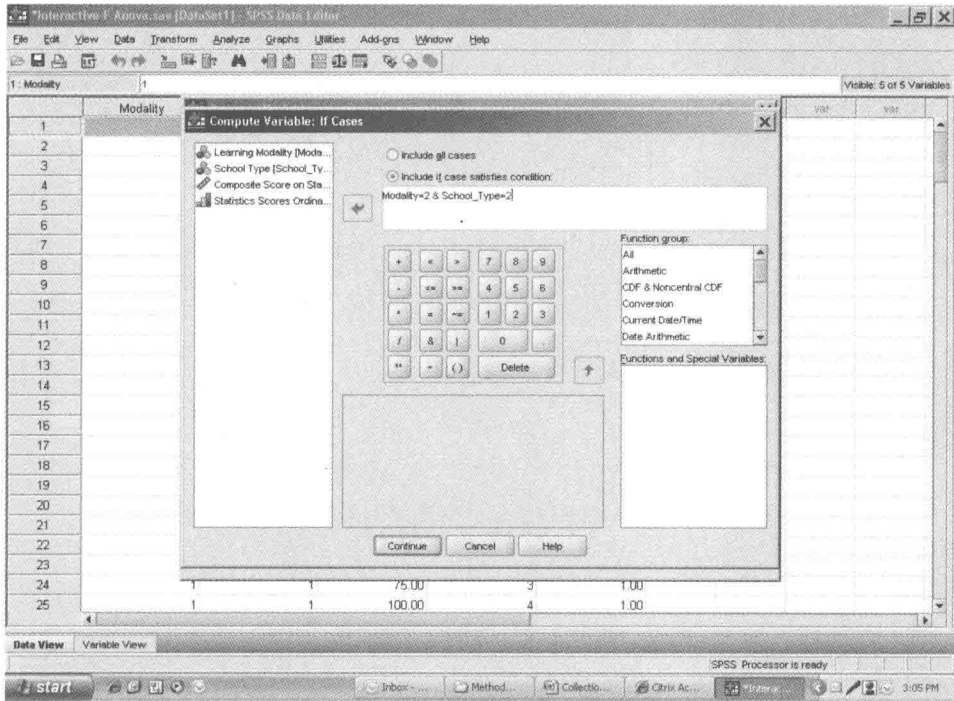 *Interactive F Anova.sav [DataSet1] - SPSS Data Editor
File Edit View Data Transform Analyze Graphs Utilities Add-ons Window Help
1 : Modality 1 Visible: 5 of 5 Variables
Modality var var
Compute Variable: If Cases
Learning Modality [Moda...
School Type [School_Ty...
Composite Score on Sta...
Statistics Scores Ordina...
Include all cases
Include if case satisfies condition:
Modality=2 & School_Type=2
+ < > 7 8 9
- <= >= 4 5 6
* = ~= 1 2 3
/ & | 0 .
** ~ ( ) Delete
Function group:
All
Arithmetic
CDF & Noncentral CDF
Conversion
Current Date/Time
Date Arithmetic
Functions and Special Variables:
Continue Cancel Help
1
2
3
4
5
6
7
8
9
10
11
12
13
14
15
16
17
18
19
20
21
22
23
24 1 1 75.00 3 1.00
25 1 1 100.00 4 1.00
Data View Variable View
SPSS Processor is ready
start Inbox - ... Method... Collectio... Citrix Ac... *Intera... 3:05 PM